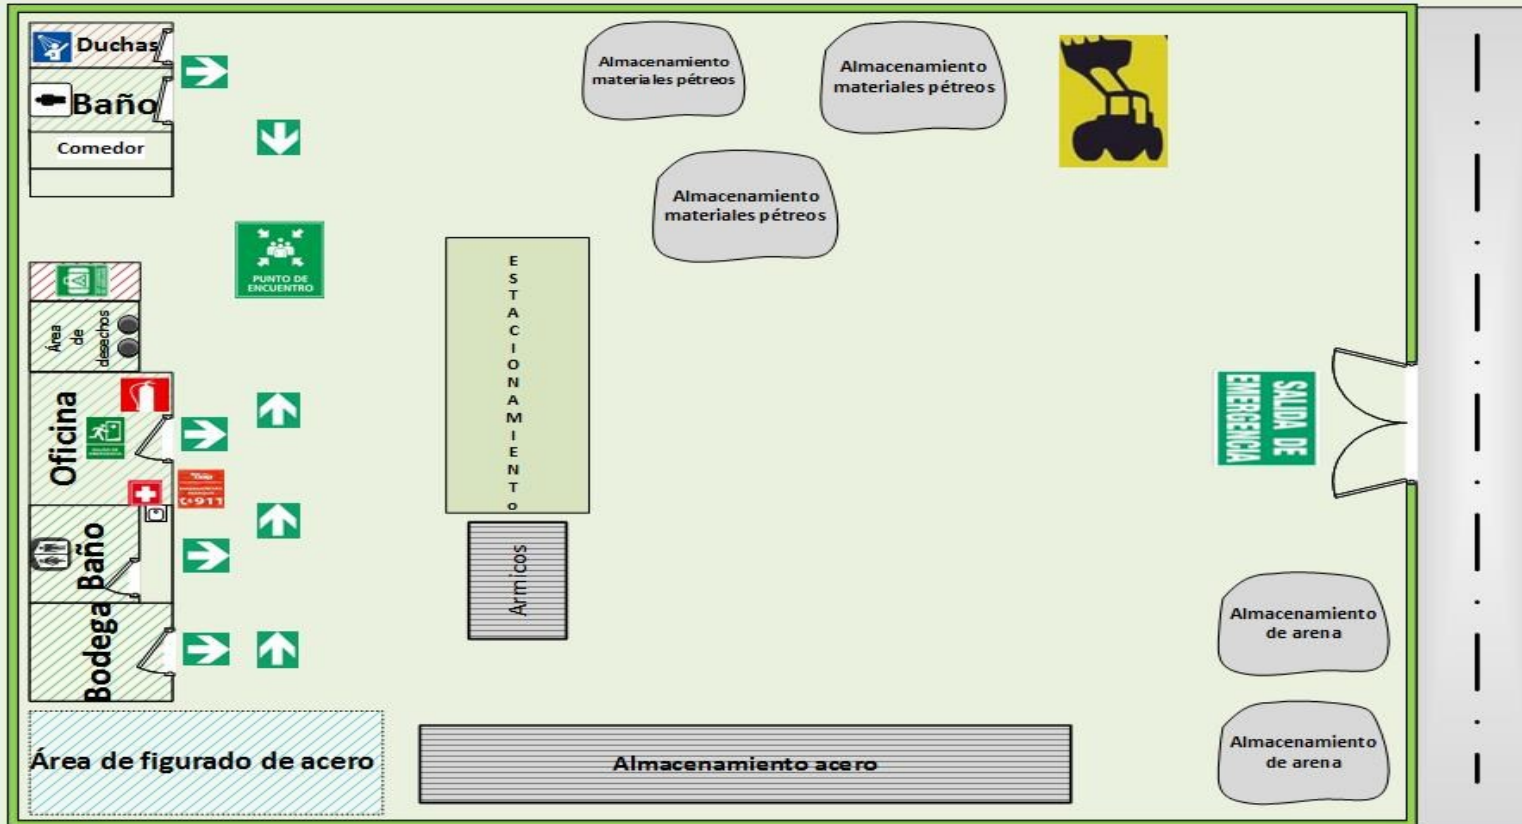 Duchas
Baño
Comedor
Almacenamiento
materiales pétreos
Almacenamiento
materiales pétreos
Almacenamiento
materiales pétreos
PUNTO DE
ENCUENTRO
Área
de
desechos
Oficina
911
Baño
Bodega
ESTACIONAMIENTO
Armicos
SALIDA DE
EMERGENCIA
Almacenamiento
de arena
Almacenamiento
de arena
Área de figurado de acero
Almacenamiento acero